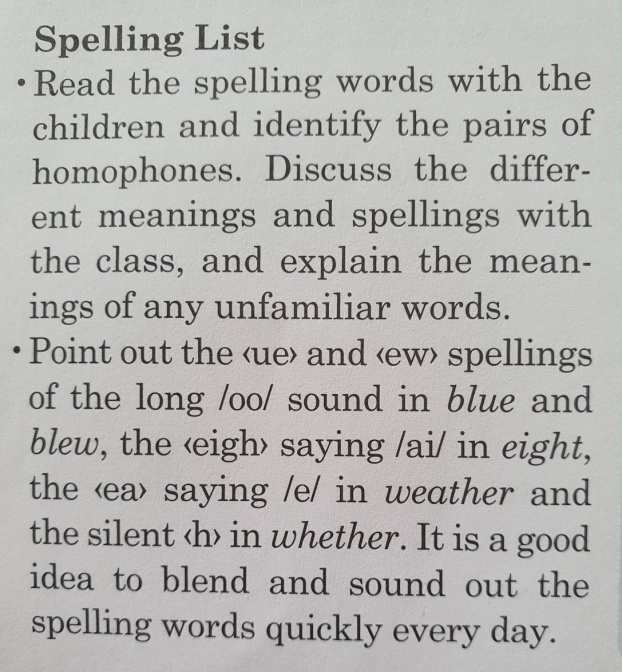 Spelling List
• Read the spelling words with the
children and identify the pairs of
homophones. Discuss the differ-
ent meanings and spellings with
the class, and explain the mean-
ings of any unfamiliar words.
• Point out the ‹ue› and ‹ew› spellings
of the long /oo/ sound in blue and
blew, the ‹eigh› saying /ai/ in eight,
the ‹ea› saying /e/ in weather and
the silent ‹h› in whether. It is a good
idea to blend and sound out the
spelling words quickly every day.